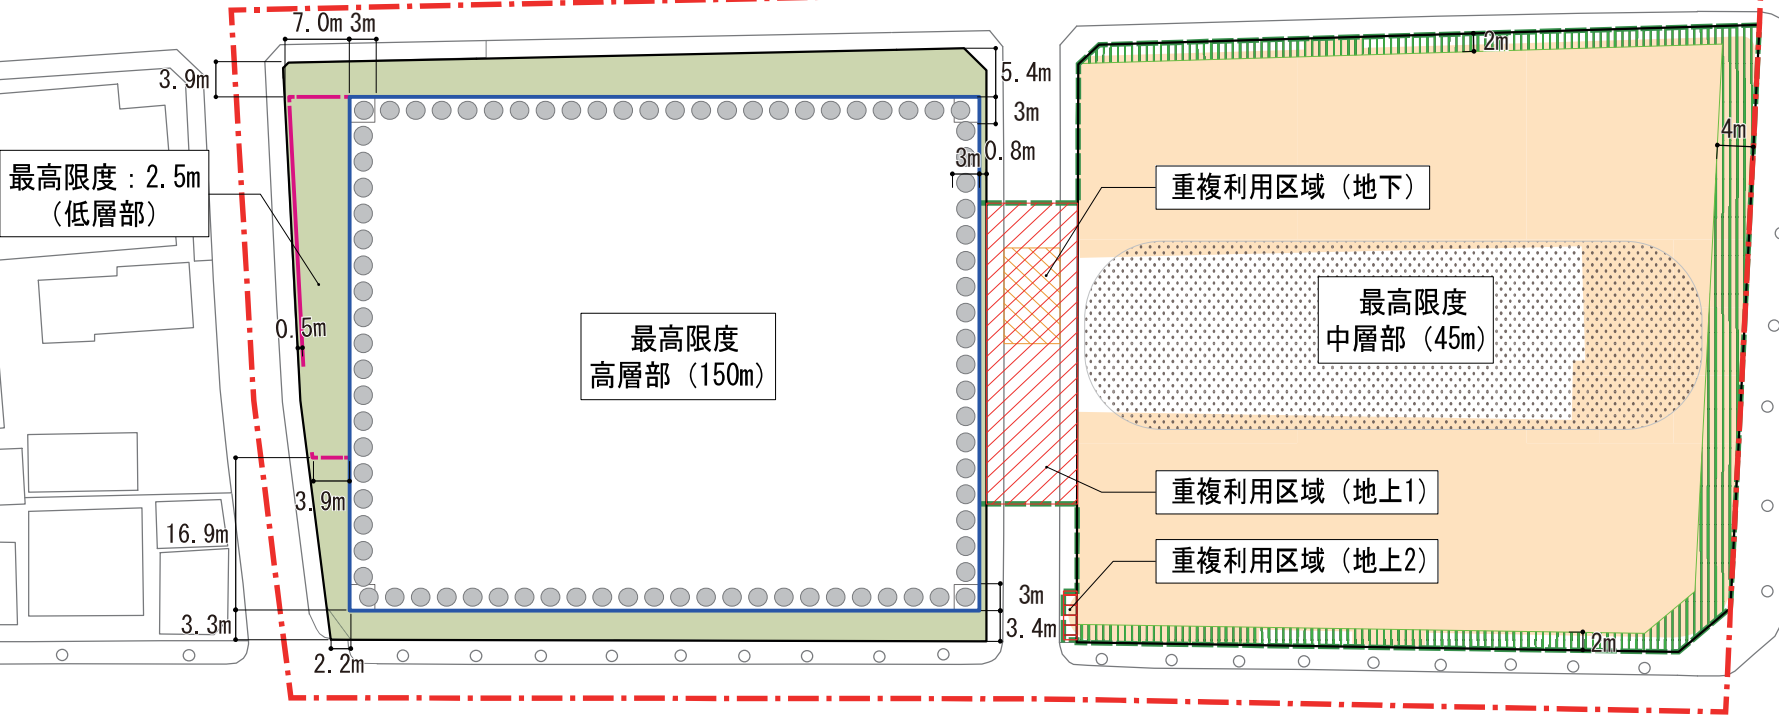 7.0m 3m
3.9m
5.4m
3m
0.8m
3m
2m
4m
最高限度：2.5m
（低層部）
重複利用区域（地下）
0.5m
最高限度
高層部（150m）
最高限度
中層部（45m）
3.9m
16.9m
重複利用区域（地上1）
重複利用区域（地上2）
3.3m
2.2m
3m
3.4m
2m